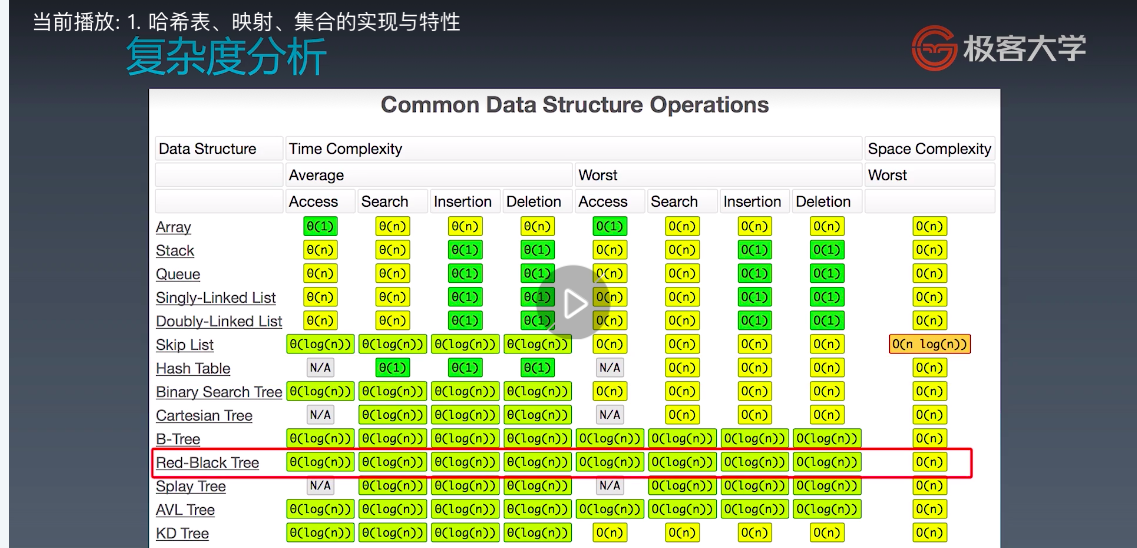 当前播放: 1. 哈希表、映射、集合的实现与特性
复杂度分析
极客大学
Common Data Structure Operations
Data Structure Time Complexity Space Complexity
Average Worst Worst
Access Search Insertion Deletion Access Search Insertion Deletion
Array Θ(1) Θ(n) Θ(n) Θ(n) O(1) O(n) O(n) O(n) O(n)
Stack Θ(n) Θ(n) Θ(1) Θ(1) O(n) O(n) O(1) O(1) O(n)
Queue Θ(n) Θ(n) Θ(1) Θ(1) O(n) O(n) O(1) O(1) O(n)
Singly-Linked List Θ(n) Θ(n) Θ(1) Θ(1) O(n) O(n) O(1) O(1) O(n)
Doubly-Linked List Θ(n) Θ(n) Θ(1) Θ(1) O(n) O(n) O(1) O(1) O(n)
Skip List Θ(log(n)) Θ(log(n)) Θ(log(n)) Θ(log(n)) O(n) O(n) O(n) O(n) O(n log(n))
Hash Table N/A Θ(1) Θ(1) Θ(1) N/A O(n) O(n) O(n) O(n)
Binary Search Tree Θ(log(n)) Θ(log(n)) Θ(log(n)) Θ(log(n)) O(n) O(n) O(n) O(n) O(n)
Cartesian Tree N/A Θ(log(n)) Θ(log(n)) Θ(log(n)) N/A O(n) O(n) O(n) O(n)
B-Tree Θ(log(n)) Θ(log(n)) Θ(log(n)) Θ(log(n)) O(log(n)) O(log(n)) O(log(n)) O(log(n)) O(n)
Red-Black Tree Θ(log(n)) Θ(log(n)) Θ(log(n)) Θ(log(n)) O(log(n)) O(log(n)) O(log(n)) O(log(n)) O(n)
Splay Tree N/A Θ(log(n)) Θ(log(n)) Θ(log(n)) N/A O(log(n)) O(log(n)) O(log(n)) O(n)
AVL Tree Θ(log(n)) Θ(log(n)) Θ(log(n)) Θ(log(n)) O(log(n)) O(log(n)) O(log(n)) O(log(n)) O(n)
KD Tree Θ(log(n)) Θ(log(n)) Θ(log(n)) Θ(log(n)) O(n) O(n) O(n) O(n) O(n)